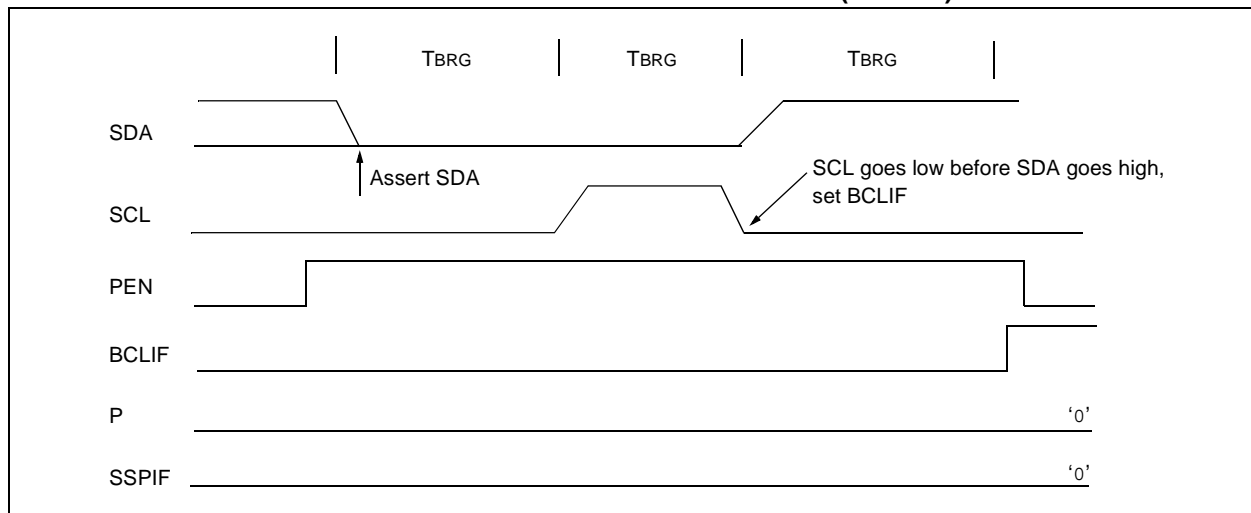 TBRG TBRG TBRG
SDA
Assert SDA
SCL goes low before SDA goes high,
set BCLIF
SCL
PEN
BCLIF
P '0'
SSPIF '0'